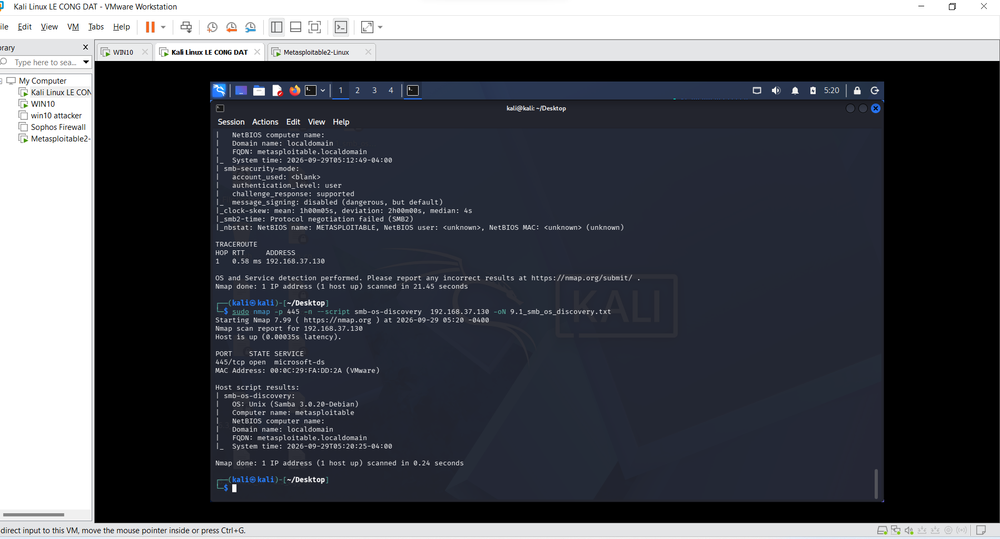 Kali Linux LE CONG DAT - VMware Workstation
ile Edit View VM Tabs Help
orary
Type here to sea...
My Computer
Kali Linux LE CON
WIN10
win10 attacker
Sophos Firewall
Metasploitable2-
WIN10
Kali Linux LE CONG DAT
Metasploitable2-Linux
1 2 3 4
5:20
kali@kali: ~/Desktop
Session Actions Edit View Help
|   NetBIOS computer name:
|   Domain name: localdomain
|   FQDN: metasploitable.localdomain
|_  System time: 2026-09-29T05:12:49-04:00
| smb-security-mode:
|   account_used: <blank>
|   authentication_level: user
|   challenge_response: supported
|_  message_signing: disabled (dangerous, but default)
|_clock-skew: mean: 1h00m05s, deviation: 2h00m00s, median: 4s
|_smb2-time: Protocol negotiation failed (SMB2)
|_nbstat: NetBIOS name: METASPLOITABLE, NetBIOS user: <unknown>, NetBIOS MAC: <unknown> (unknown)
TRACEROUTE
HOP RTT     ADDRESS
1   0.58 ms 192.168.37.130
OS and Service detection performed. Please report any incorrect results at https://nmap.org/submit/ .
Nmap done: 1 IP address (1 host up) scanned in 21.45 seconds
┌──(kali㉿kali)-[~/Desktop]
└─$ sudo nmap -p 445 -n --script smb-os-discovery  192.168.37.130 -oN 9.1_smb_os_discovery.txt
Starting Nmap 7.99 ( https://nmap.org ) at 2026-09-29 05:20 -0400
Nmap scan report for 192.168.37.130
Host is up (0.00035s latency).
PORT    STATE SERVICE
445/tcp open  microsoft-ds
MAC Address: 00:0C:29:FA:DD:2A (VMware)
Host script results:
| smb-os-discovery:
|   OS: Unix (Samba 3.0.20-Debian)
|   Computer name: metasploitable
|   NetBIOS computer name:
|   Domain name: localdomain
|   FQDN: metasploitable.localdomain
|_  System time: 2026-09-29T05:20:25-04:00
Nmap done: 1 IP address (1 host up) scanned in 0.24 seconds
┌──(kali㉿kali)-[~/Desktop]
└─$
KALI
direct input to this VM, move the mouse pointer inside or press Ctrl+G.